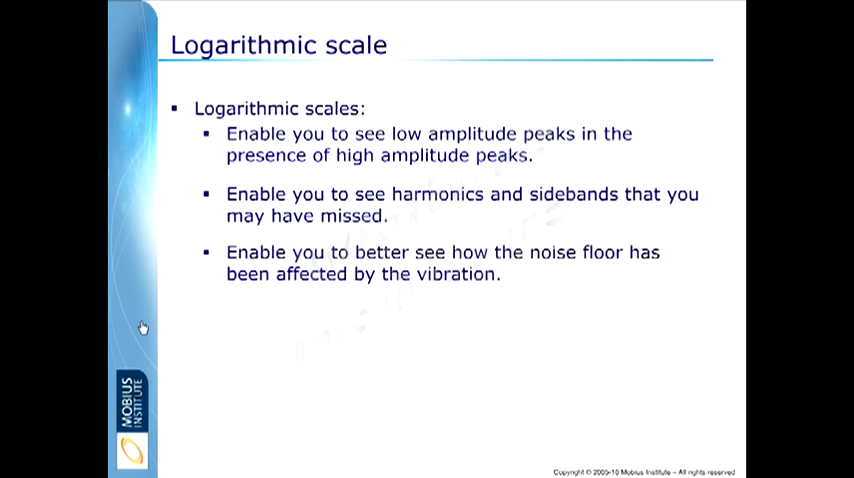 Logarithmic scale
▪ Logarithmic scales:
▪ Enable you to see low amplitude peaks in the
presence of high amplitude peaks.
▪ Enable you to see harmonics and sidebands that you
may have missed.
▪ Enable you to better see how the noise floor has
been affected by the vibration.
MOBIUS
INSTITUTE
Copyright © 2005-10 Mobius Institute – All rights reserved